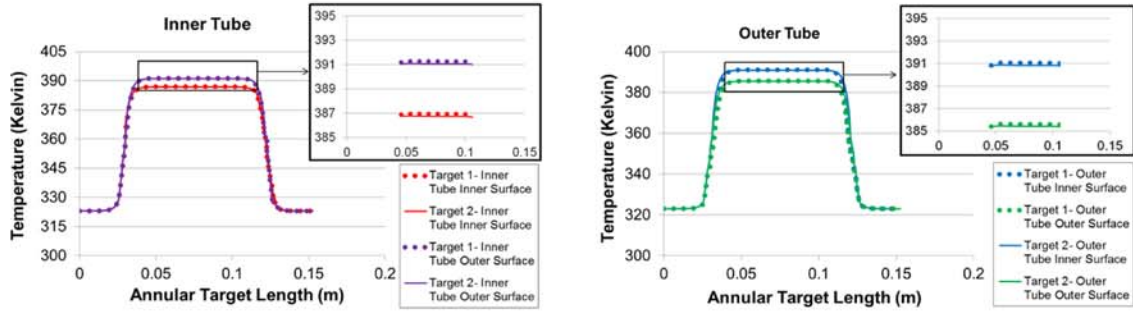 Inner Tube
Temperature (Kelvin)
405
390
375
360
345
330
315
300
0
0.05
0.1
0.15
0.2
Annular Target Length (m)
395
393
391
389
387
385
0
0.05
0.10
0.15
Target 1- Inner
Tube Inner Surface
Target 2- Inner
Tube Inner Surface
Target 1- Inner
Tube Outer Surface
Target 2- Inner
Tube Outer Surface
Outer Tube
Temperature (Kelvin)
400
380
360
340
320
300
0
0.05
0.1
0.15
0.2
Annular Target Length (m)
395
393
391
389
387
385
0
0.05
0.10
0.15
Target 1- Outer
Tube Inner Surface
Target 1- Outer
Tube Outer Surface
Target 2- Outer
Tube Inner Surface
Target 2- Outer
Tube Outer Surface